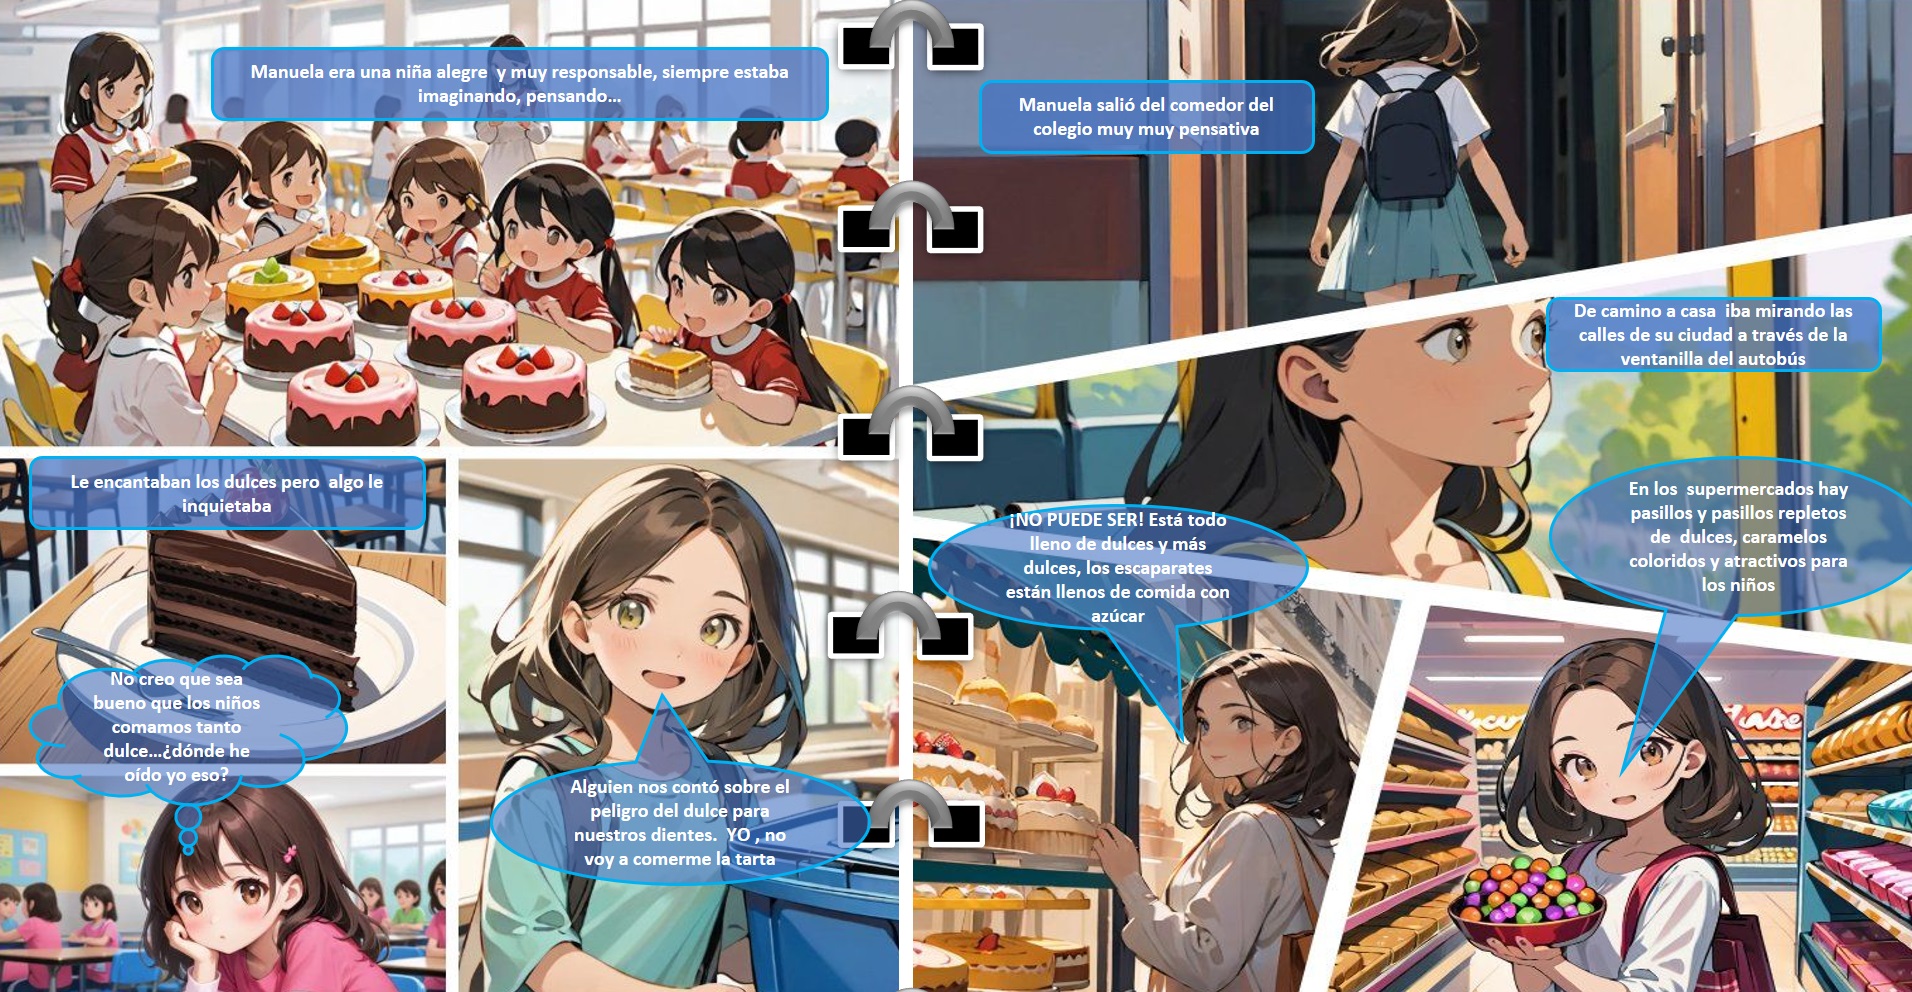 Manuela era una niña alegre  y muy responsable, siempre estaba
imaginando, pensando...
Le encantaban los dulces pero  algo le
inquietaba
No creo que sea
bueno que los niños
comamos tanto
dulce...¿dónde he
oído yo eso?
Alguien nos contó sobre el
peligro del dulce para
nuestros dientes.  YO , no
voy a comerme la tarta
Manuela salió del comedor del
colegio muy muy pensativa
De camino a casa  iba mirando las
calles de su ciudad a través de la
ventanilla del autobús
¡NO PUEDE SER! Está todo
lleno de dulces y más
dulces, los escaparates
están llenos de comida con
azúcar
En los  supermercados hay
pasillos y pasillos repletos
de  dulces, caramelos
coloridos y atractivos para
los niños